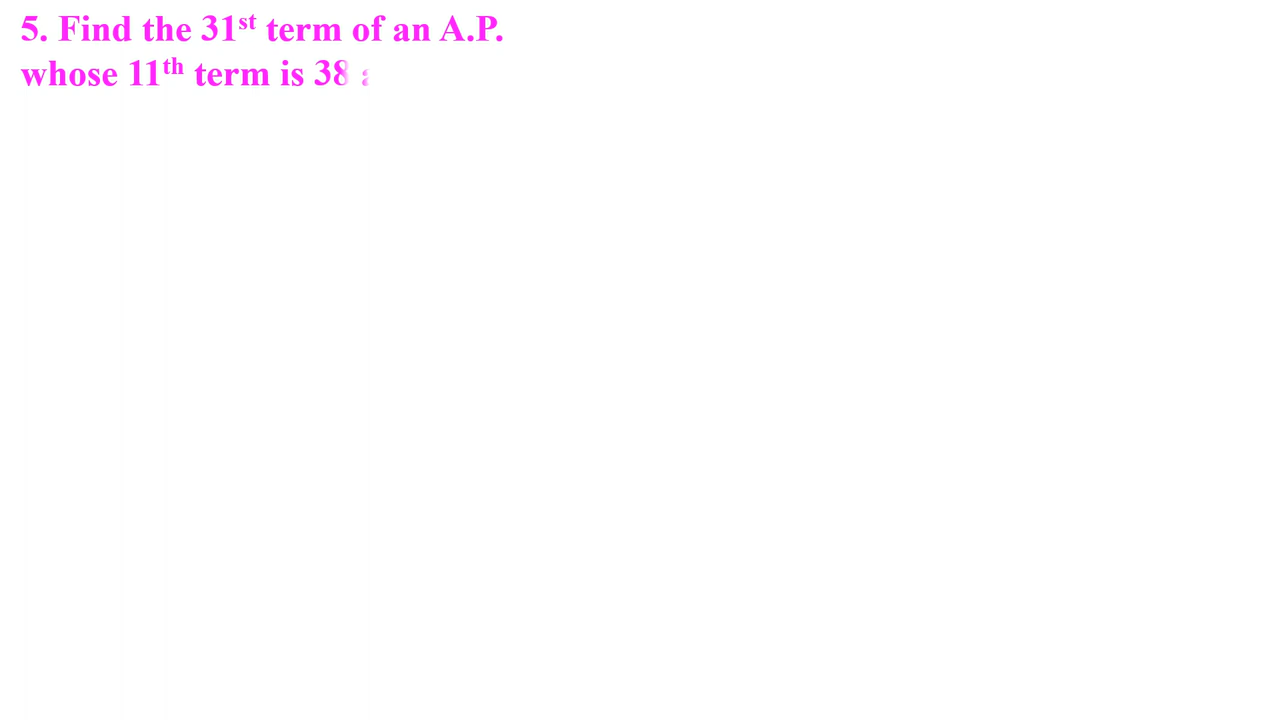 5. Find the 31st term of an A.P.
whose 11th term is 38